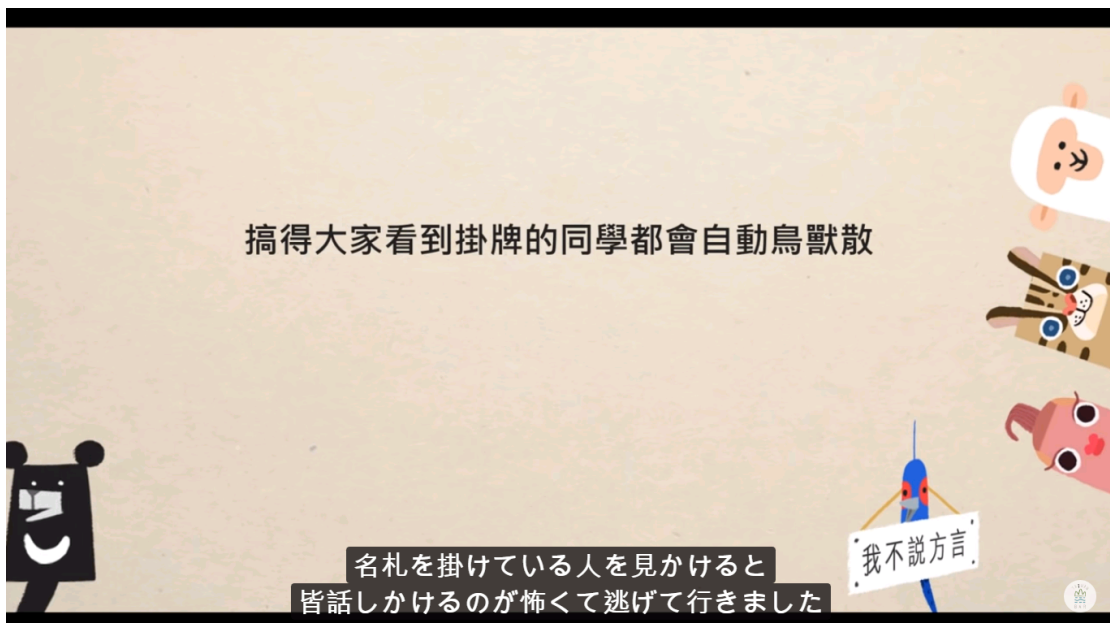 搞得大家看到掛牌的同學都會自動鳥獸散
我不說方言
名札を掛けている人を見かけると
皆話しかけるのが怖くて逃げて行きました